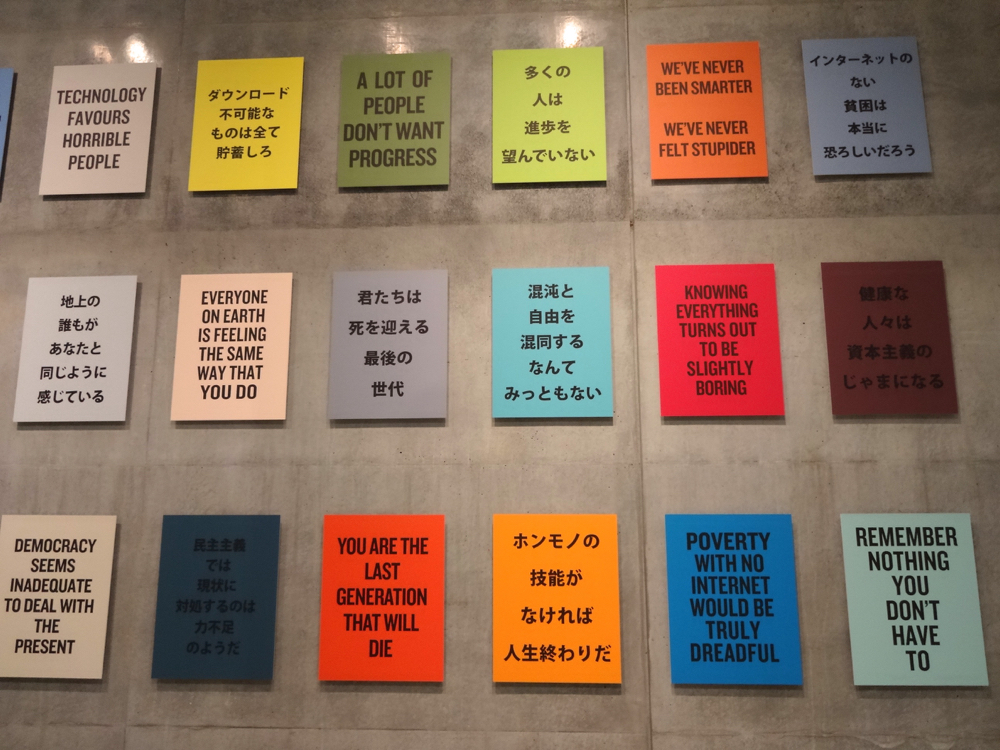 TECHNOLOGY
FAVOURS
HORRIBLE
PEOPLE
ダウンロード
不可能な
ものは全て
貯蓄しろ
A LOT OF
PEOPLE
DON'T WANT
PROGRESS
多くの
人は
進歩を
望んでいない
WE'VE NEVER
BEEN SMARTER
WE'VE NEVER
FELT STUPIDER
インターネットの
ない
貧困は
本当に
恐ろしいだろう
地上の
誰もが
あなたと
同じように
感じている
EVERYONE
ON EARTH
IS FEELING
THE SAME
WAY THAT
YOU DO
君たちは
死を迎える
最後の
世代
混沌と
自由を
混同する
なんて
みっともない
KNOWING
EVERYTHING
TURNS OUT
TO BE
SLIGHTLY
BORING
健康な
人々は
資本主義の
じゃまになる
DEMOCRACY
SEEMS
INADEQUATE
TO DEAL WITH
THE
PRESENT
民主主義
では
現状に
対処するのは
力不足
のようだ
YOU ARE THE
LAST
GENERATION
THAT WILL
DIE
ホンモノの
技能が
なければ
人生終わりだ
POVERTY
WITH NO
INTERNET
WOULD BE
TRULY
DREADFUL
REMEMBER
NOTHING
YOU
DON'T
HAVE
TO